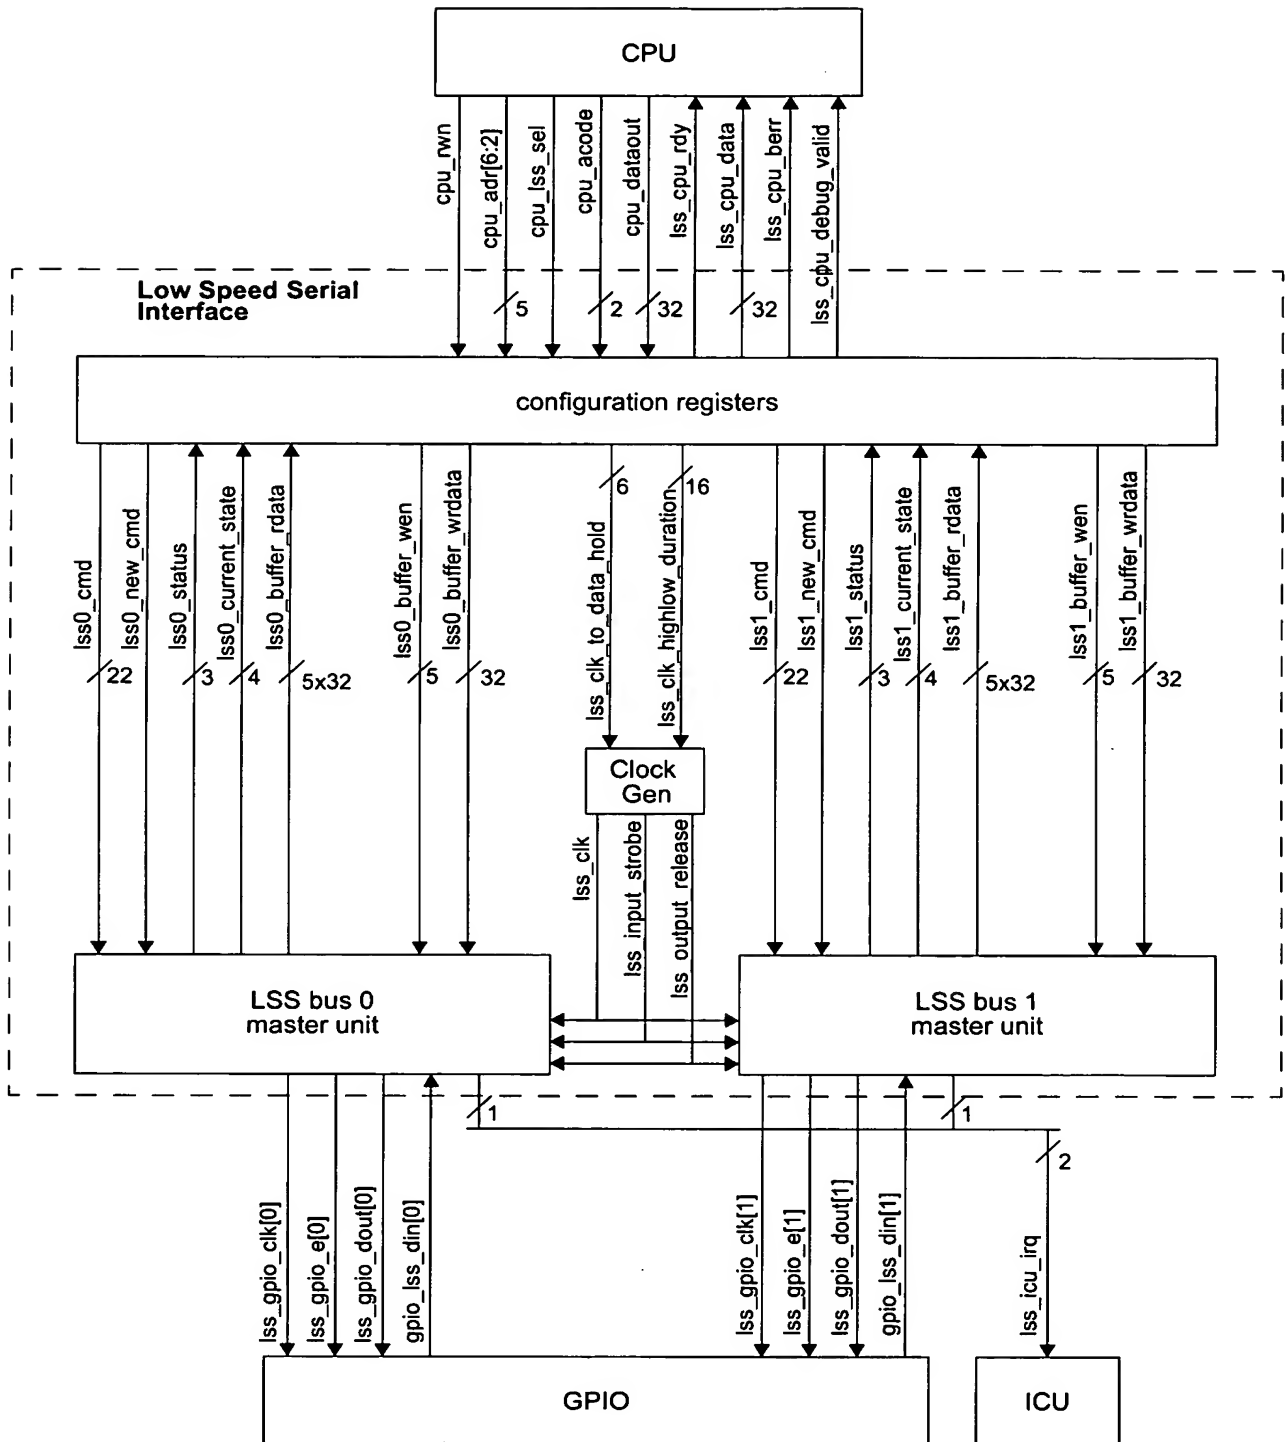 CPU
cpu_rwn
cpu_adr[6:2]
cpu_lss_sel
cpu_acode
cpu_dataout
lss_cpu_rdy
lss_cpu_data
lss_cpu_berr
lss_cpu_debug_valid
Low Speed Serial
Interface
5
2
32
32
configuration registers
lss0_cmd
lss0_new_cmd
lss0_status
lss0_current_state
lss0_buffer_rdata
lss0_buffer_wen
lss0_buffer_wrdata
lss_clk_to_data_hold
lss_clk_highlow_duration
lss1_cmd
lss1_new_cmd
lss1_status
lss1_current_state
lss1_buffer_rdata
lss1_buffer_wen
lss1_buffer_wrdata
6
16
22
3
4
5x32
5
32
22
3
4
5x32
5
32
Clock
Gen
lss_clk
lss_input_strobe
lss_output_release
LSS bus 0
master unit
LSS bus 1
master unit
1
1
2
lss_gpio_clk[0]
lss_gpio_e[0]
lss_gpio_dout[0]
gpio_lss_din[0]
lss_gpio_clk[1]
lss_gpio_e[1]
lss_gpio_dout[1]
gpio_lss_din[1]
lss_icu_irq
GPIO
ICU